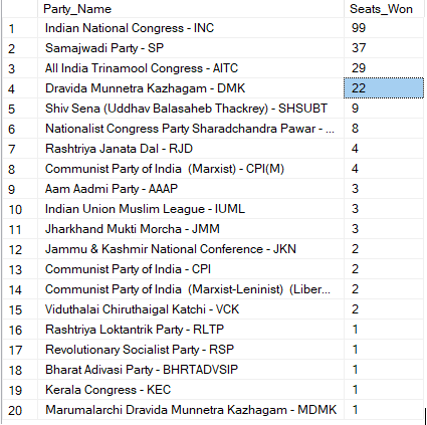 Party_Name Seats_Won
1 Indian National Congress - INC 99
2 Samajwadi Party - SP 37
3 All India Trinamool Congress - AITC 29
4 Dravida Munnetra Kazhagam - DMK 22
5 Shiv Sena (Uddhav Balasaheb Thackrey) - SHSUBT 9
6 Nationalist Congress Party Sharadchandra Pawar - ... 8
7 Rashtriya Janata Dal - RJD 4
8 Communist Party of India  (Marxist) - CPI(M) 4
9 Aam Aadmi Party - AAAP 3
10 Indian Union Muslim League - IUML 3
11 Jharkhand Mukti Morcha - JMM 3
12 Jammu & Kashmir National Conference - JKN 2
13 Communist Party of India - CPI 2
14 Communist Party of India  (Marxist-Leninist)  (Liber... 2
15 Viduthalai Chiruthaigal Katchi - VCK 2
16 Rashtriya Loktantrik Party - RLTP 1
17 Revolutionary Socialist Party - RSP 1
18 Bharat Adivasi Party - BHRTADVSIP 1
19 Kerala Congress - KEC 1
20 Marumalarchi Dravida Munnetra Kazhagam - MDMK 1